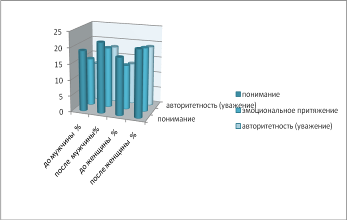 25
20
15
10
5
0
до мужчины %
после мужчины%
до женщины %
после женщины %
авторитетность (уважение)
понимание
понимание
эмоциональное притяжение
авторитетность (уважение)